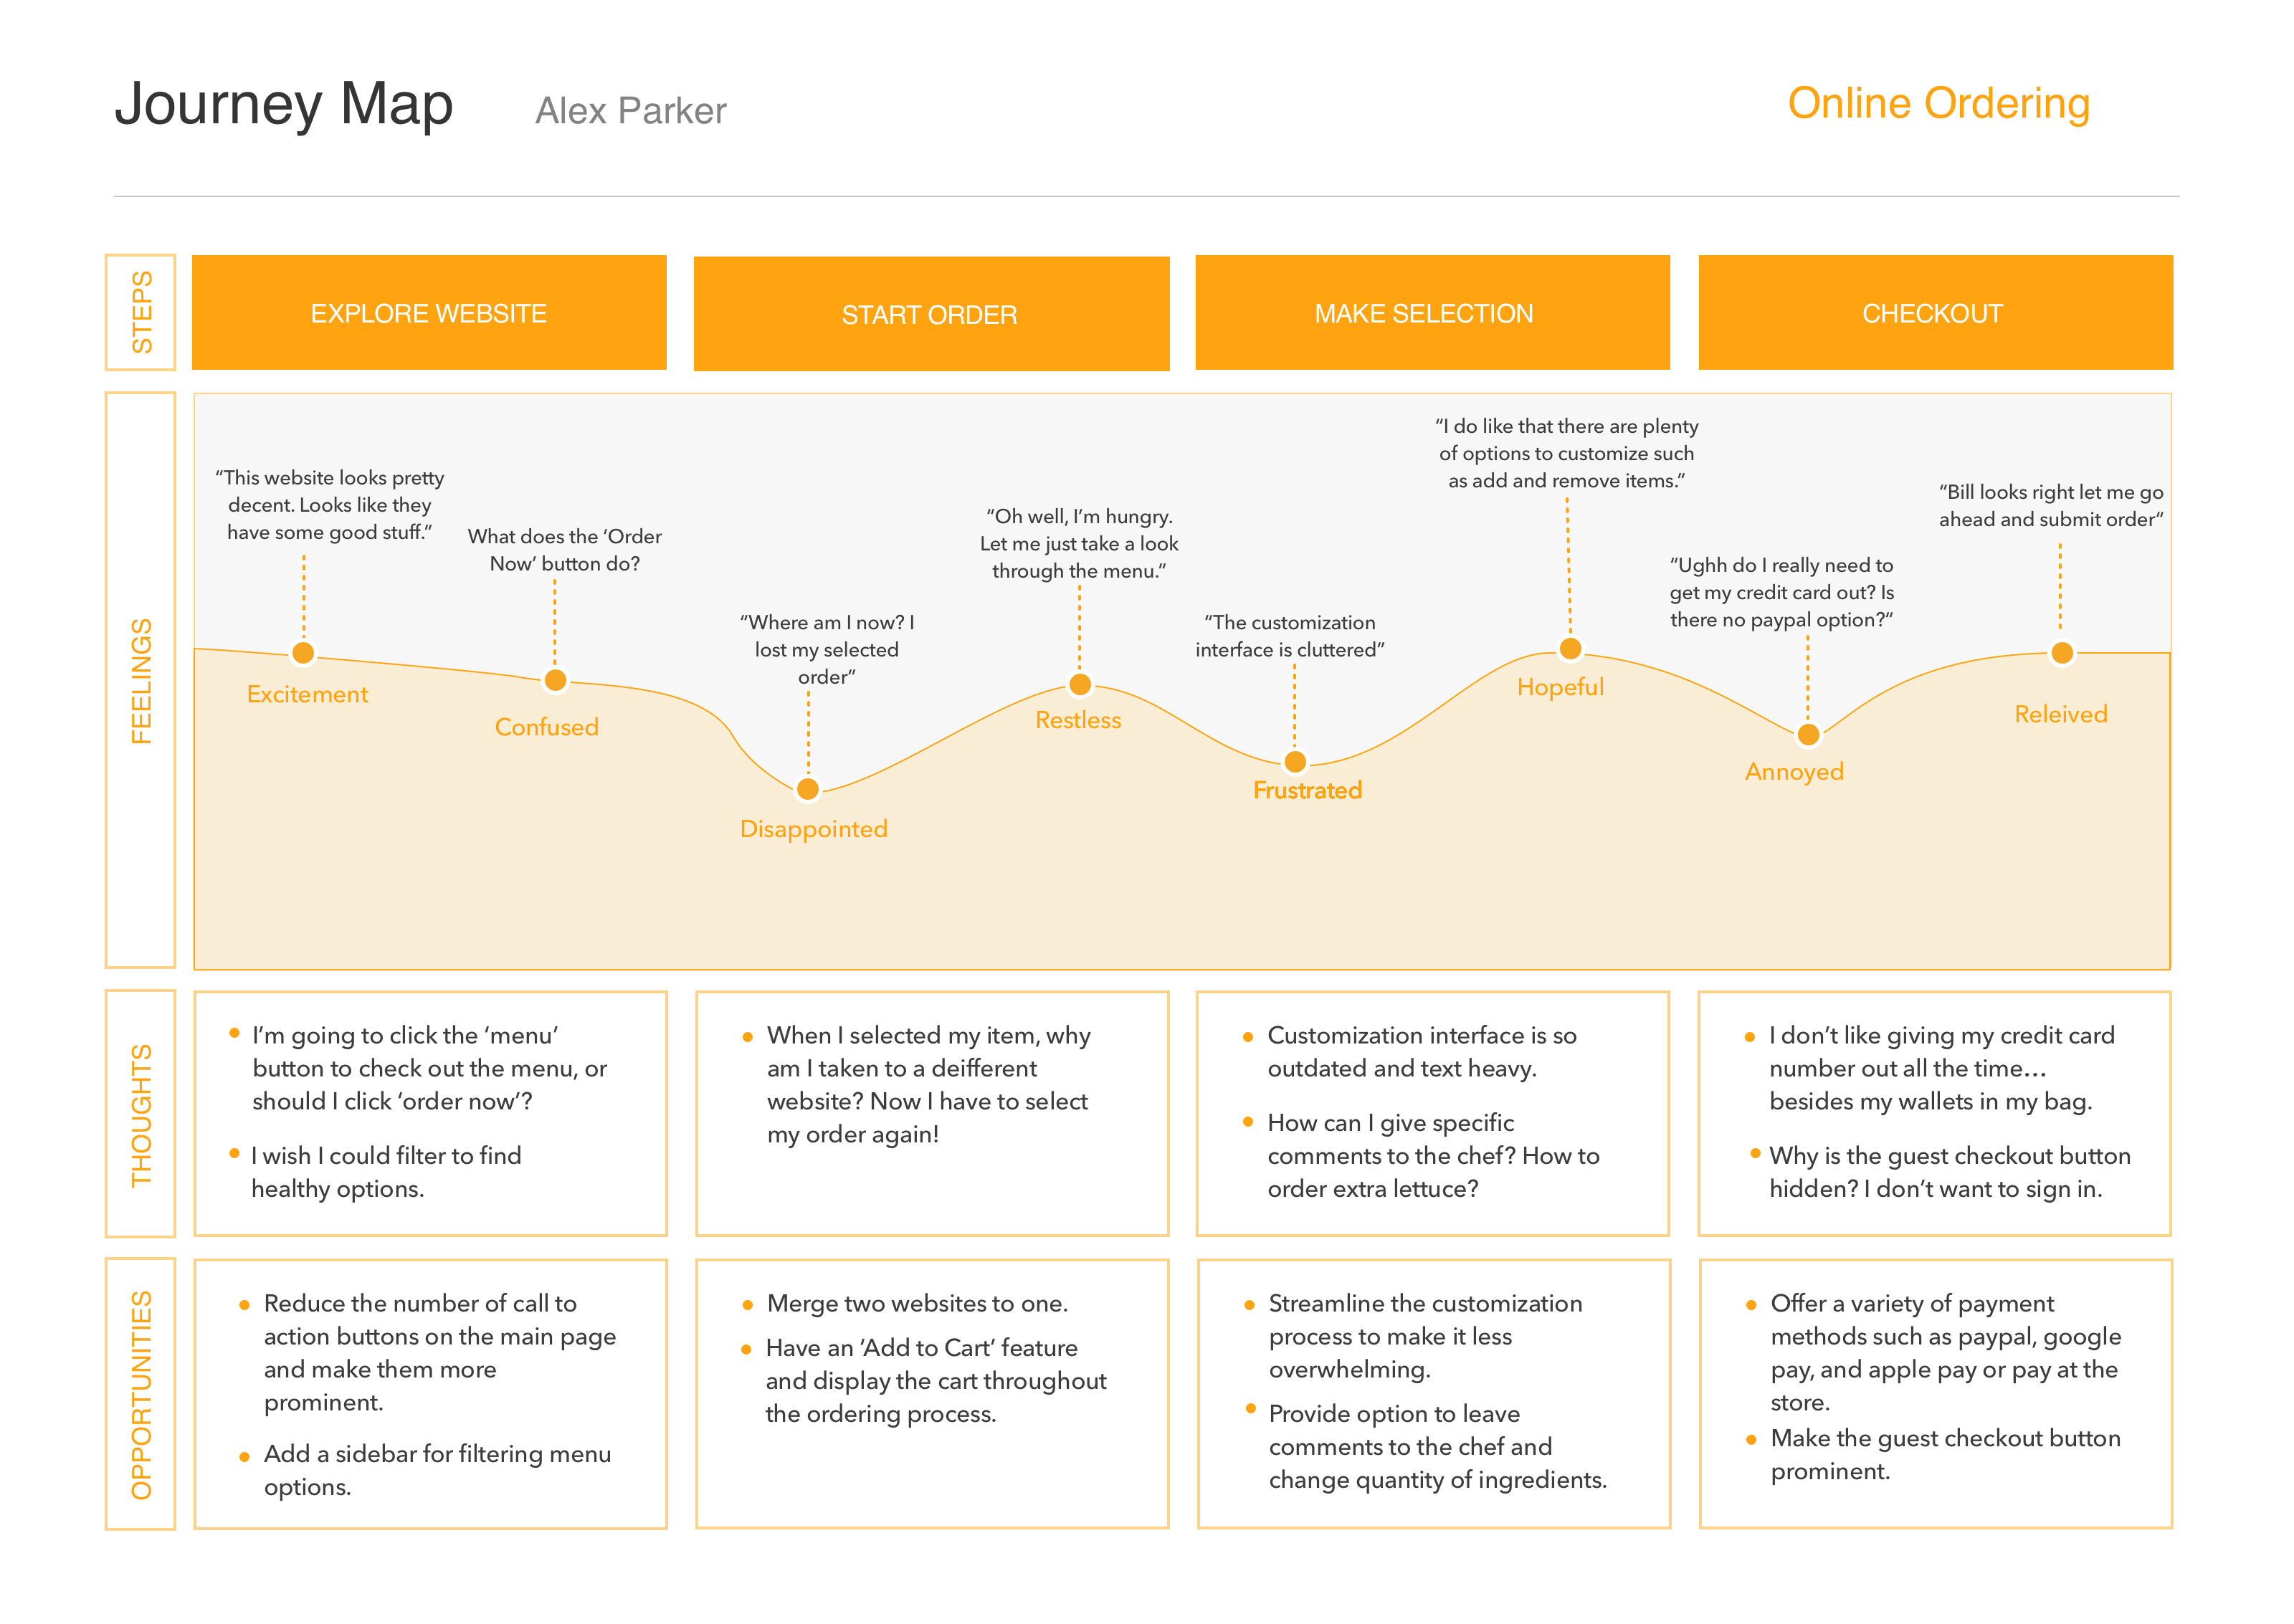 Journey Map
Alex Parker
Online Ordering
STEPS
EXPLORE WEBSITE
START ORDER
MAKE SELECTION
CHECKOUT
FEELINGS
“This website looks pretty
decent. Looks like they
have some good stuff.”
Excitement
What does the ‘Order
Now’ button do?
Confused
“Where am I now? I
lost my selected
order”
Disappointed
“Oh well, I’m hungry.
Let me just take a look
through the menu.”
Restless
“The customization
interface is cluttered”
Frustrated
“I do like that there are plenty
of options to customize such
as add and remove items.”
Hopeful
“Ughh do I really need to
get my credit card out? Is
there no paypal option?“
Annoyed
“Bill looks right let me go
ahead and submit order“
Releived
THOUGHTS
I’m going to click the ‘menu’
button to check out the menu, or
should I click ‘order now’?
I wish I could filter to find
healthy options.
When I selected my item, why
am I taken to a deifferent
website? Now I have to select
my order again!
Customization interface is so
outdated and text heavy.
How can I give specific
comments to the chef? How to
order extra lettuce?
I don’t like giving my credit card
number out all the time…
besides my wallets in my bag.
Why is the guest checkout button
hidden? I don’t want to sign in.
OPPORTUNITIES
Reduce the number of call to
action buttons on the main page
and make them more
prominent.
Add a sidebar for filtering menu
options.
Merge two websites to one.
Have an ‘Add to Cart’ feature
and display the cart throughout
the ordering process.
Streamline the customization
process to make it less
overwhelming.
Provide option to leave
comments to the chef and
change quantity of ingredients.
Offer a variety of payment
methods such as paypal, google
pay, and apple pay or pay at the
store.
Make the guest checkout button
prominent.